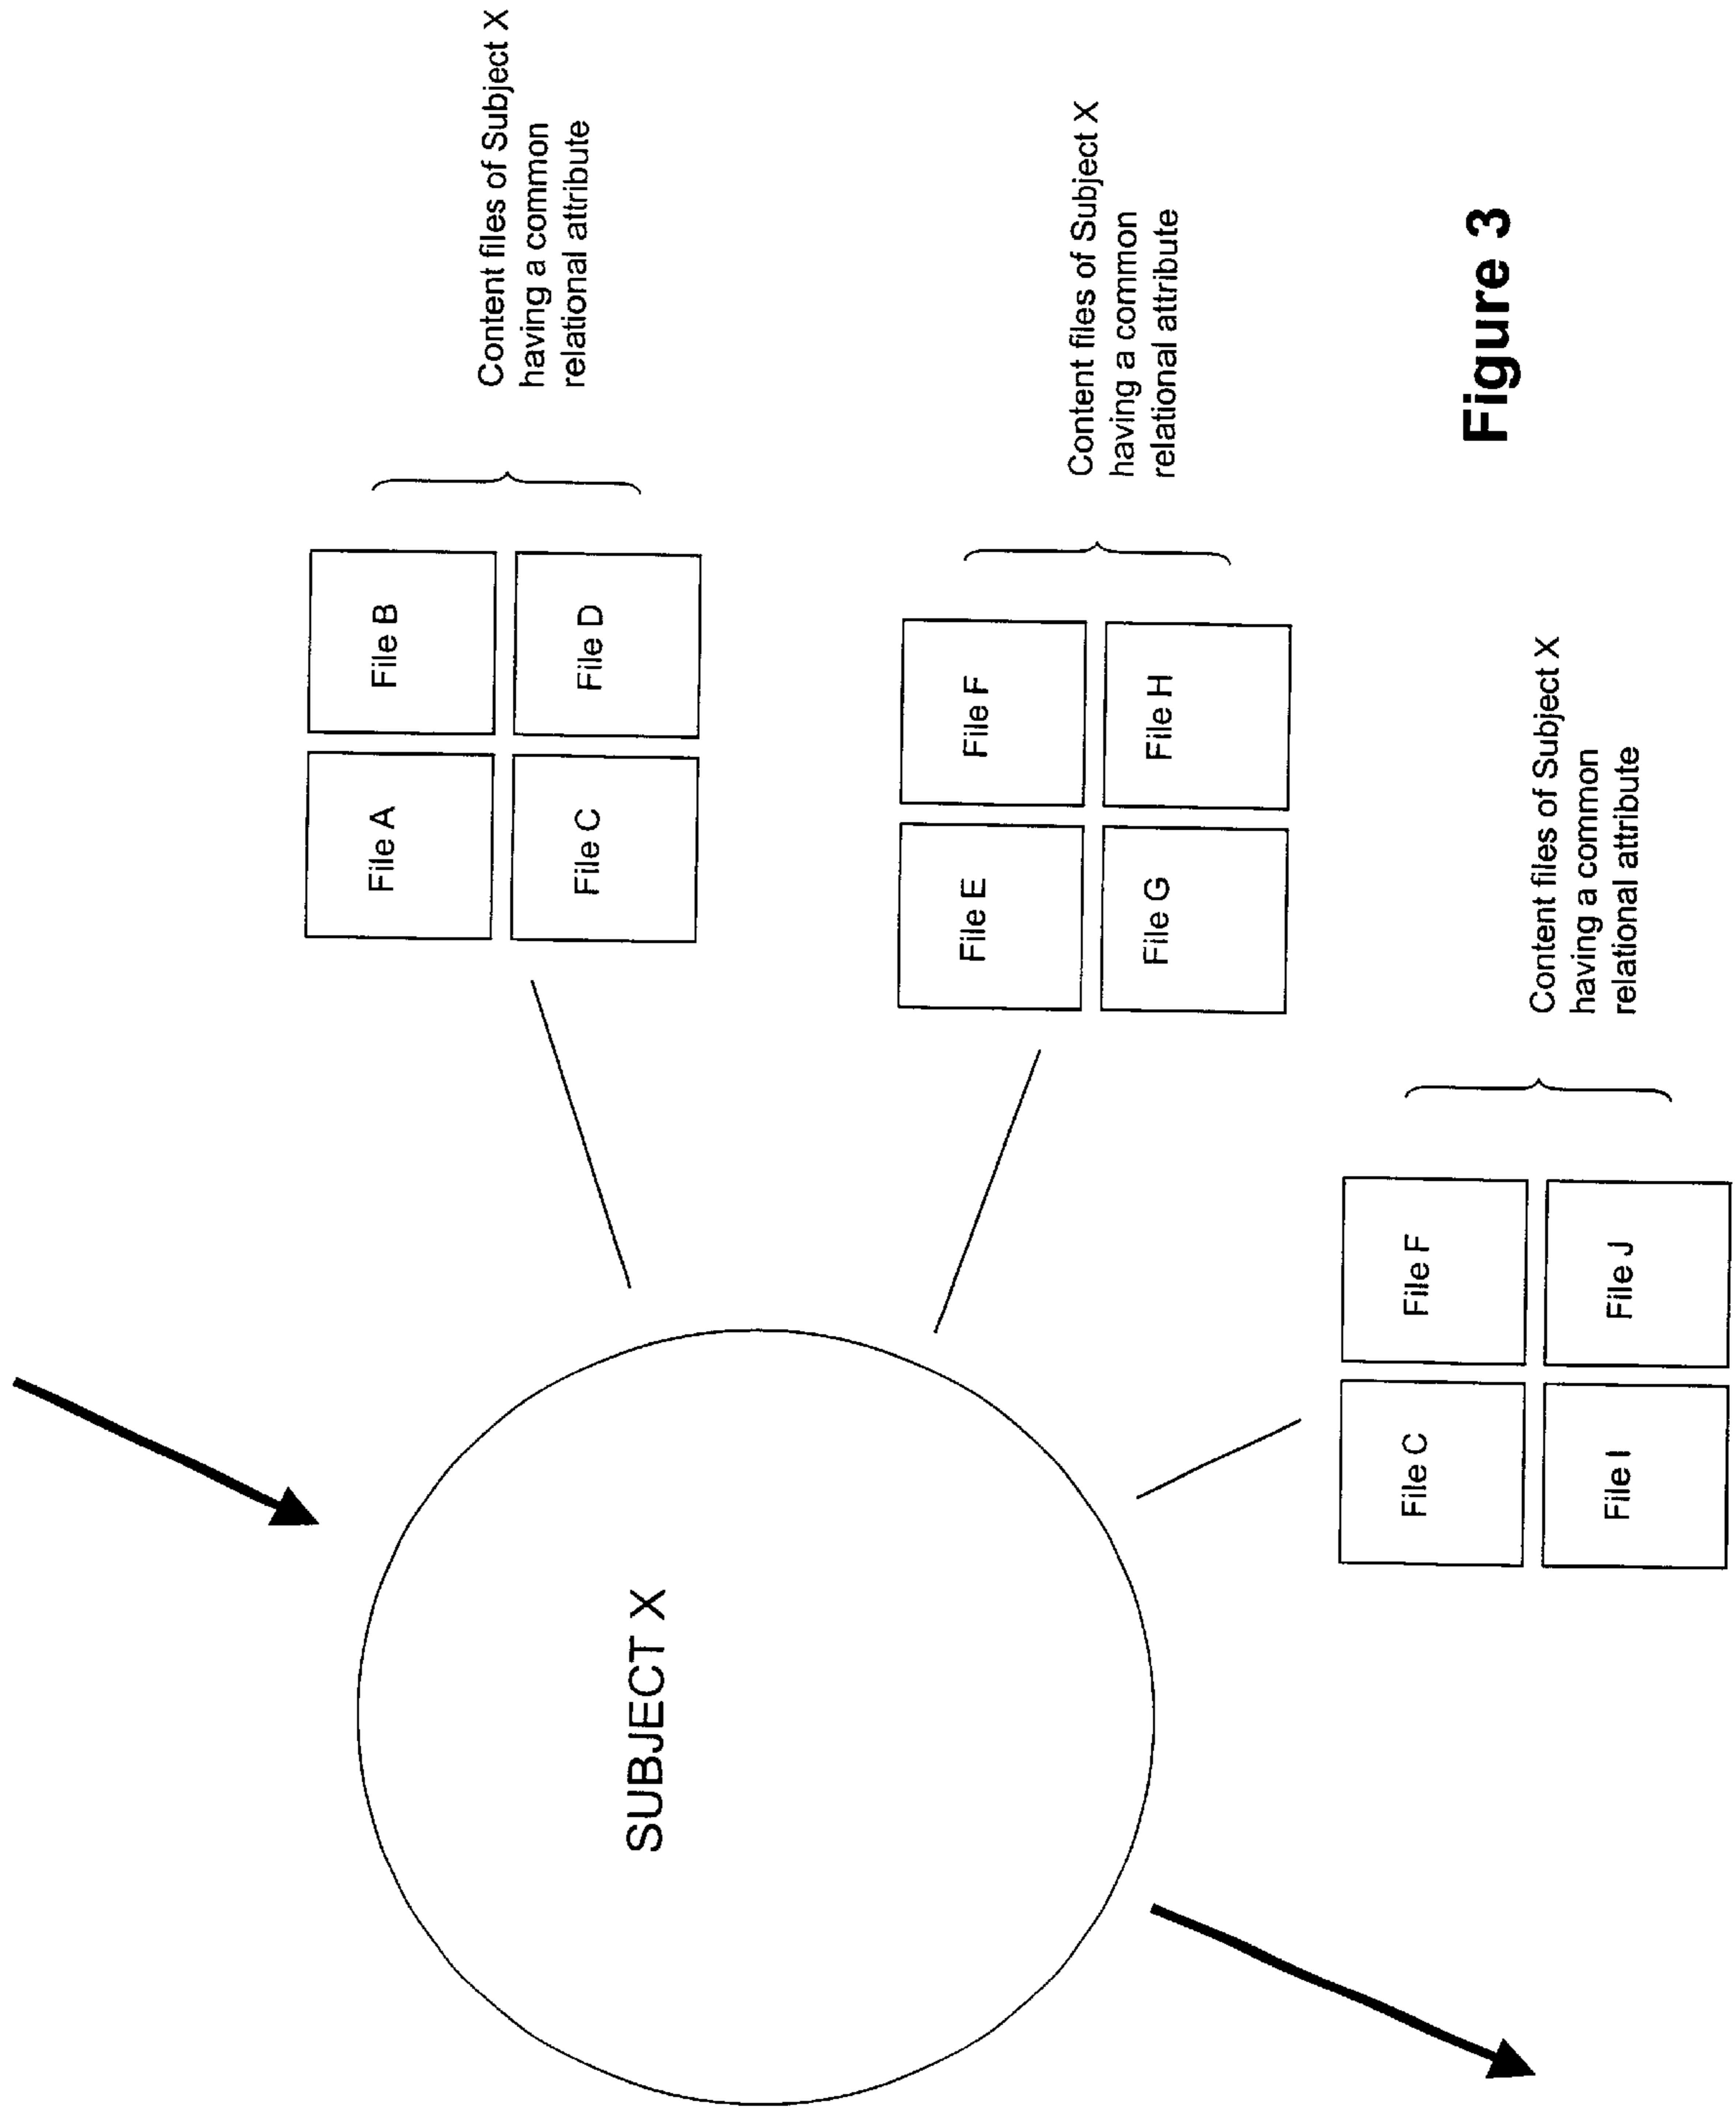 SUBJECT X
File A
File B
File C
File D
Content files of Subject X
having a common
relational attribute
File E
File F
File G
File H
Content files of Subject X
having a common
relational attribute
File C
File F
File I
File J
Content files of Subject X
having a common
relational attribute
Figure 3